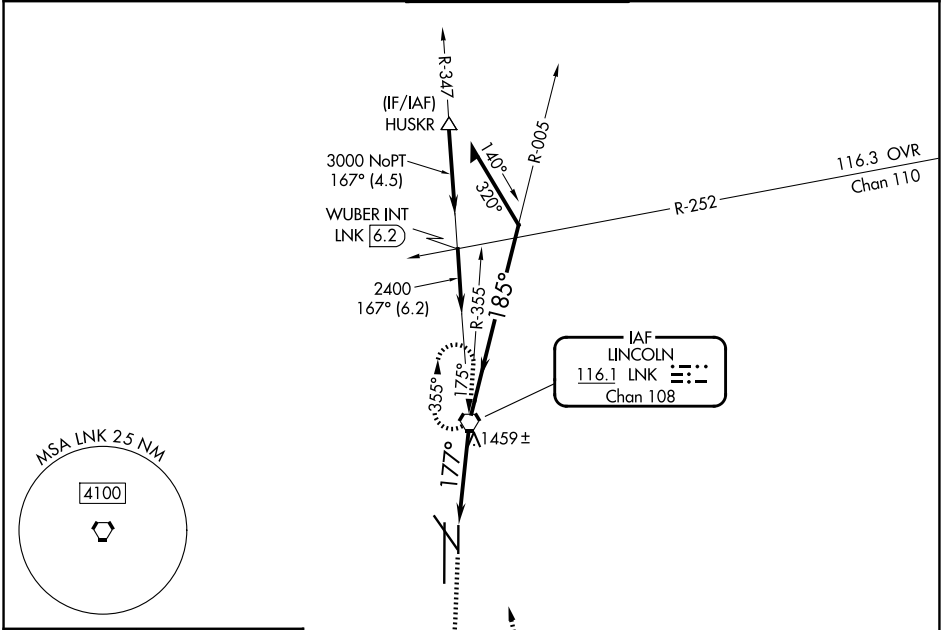 R-347
(IF/IAF)
HUSKR
3000 NoPT
167° (4.5)
140°
320°
R-005
116.3 OVR
Chan 110
R-252
WUBER INT
LNK 6.2
2400
167° (6.2)
R-355
185°
355°
175°
IAF
LINCOLN
116.1 LNK
Chan 108
1459 ±
177°
MSA LNK 25 NM
4100